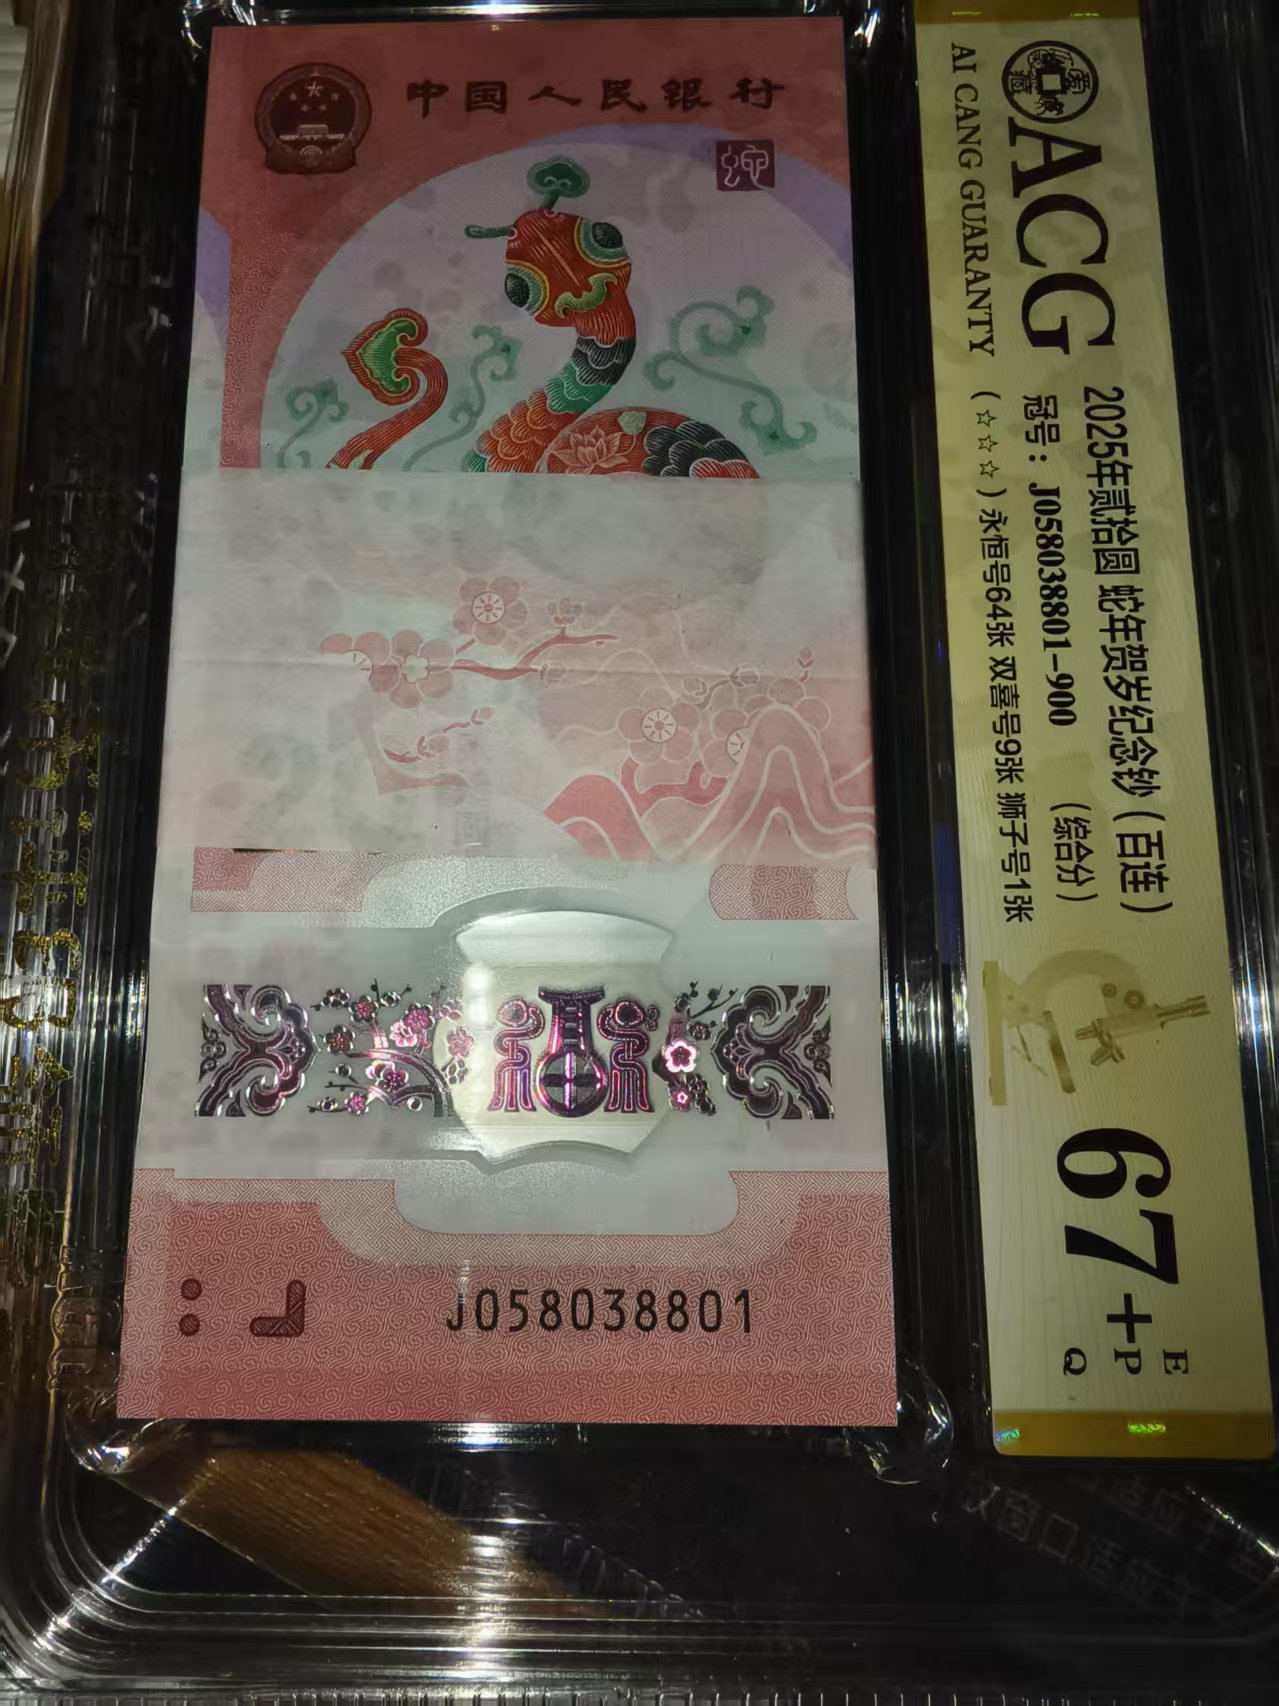 中国人民银行
J058038801
ACG
AI CANG GUARANTY
2025年贰拾圆 蛇年贺岁纪念钞（百连）
冠号：J058038801-900 （综合分）
（☆☆☆）永恒号64张 双喜号9张 狮子号1张
67+
E
P
Q